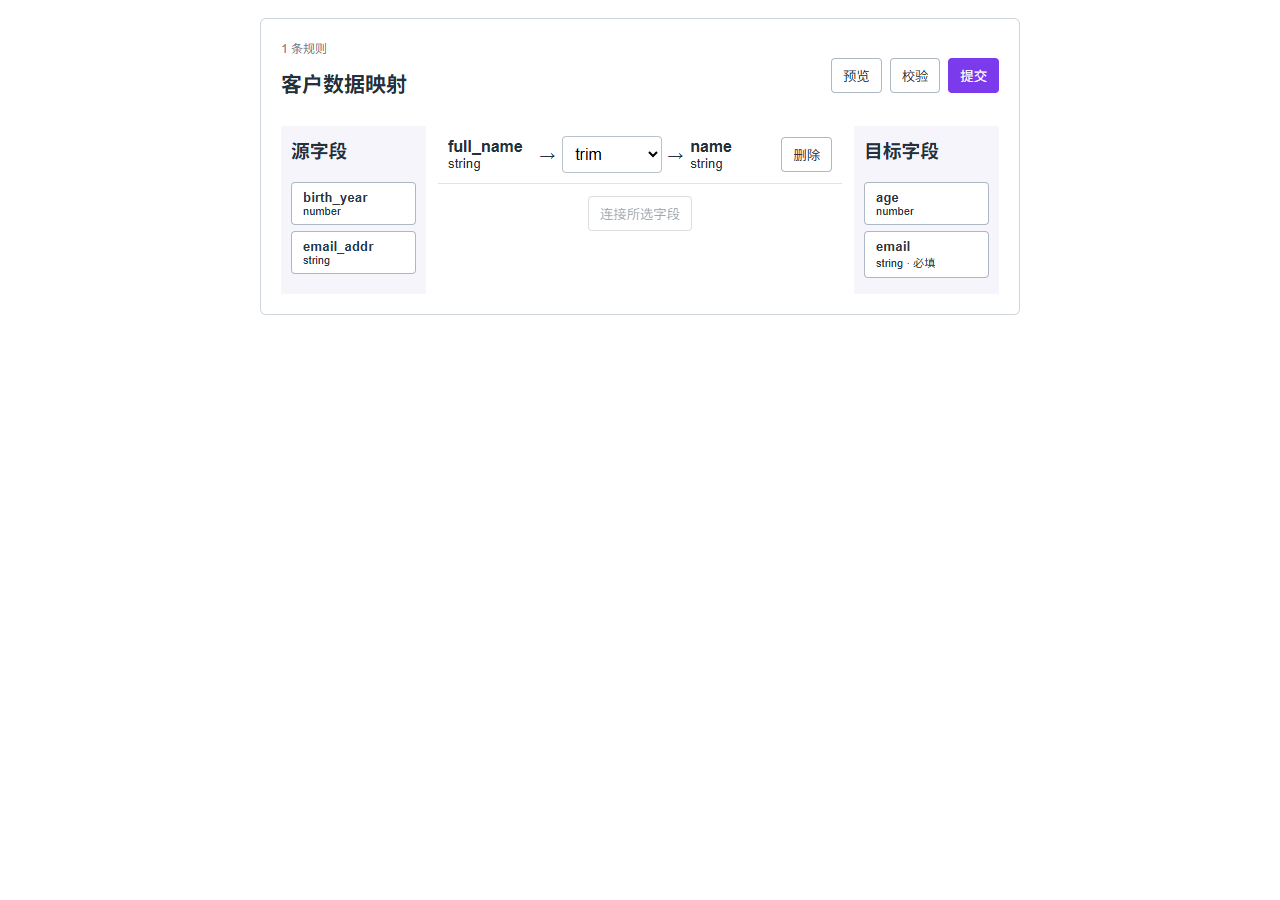 1 条规则
客户数据映射
预览 校验 提交
源字段
birth_year
number
email_addr
string
full_name
string
→
trim
→
name
string
删除
连接所选字段
目标字段
age
number
email
string · 必填